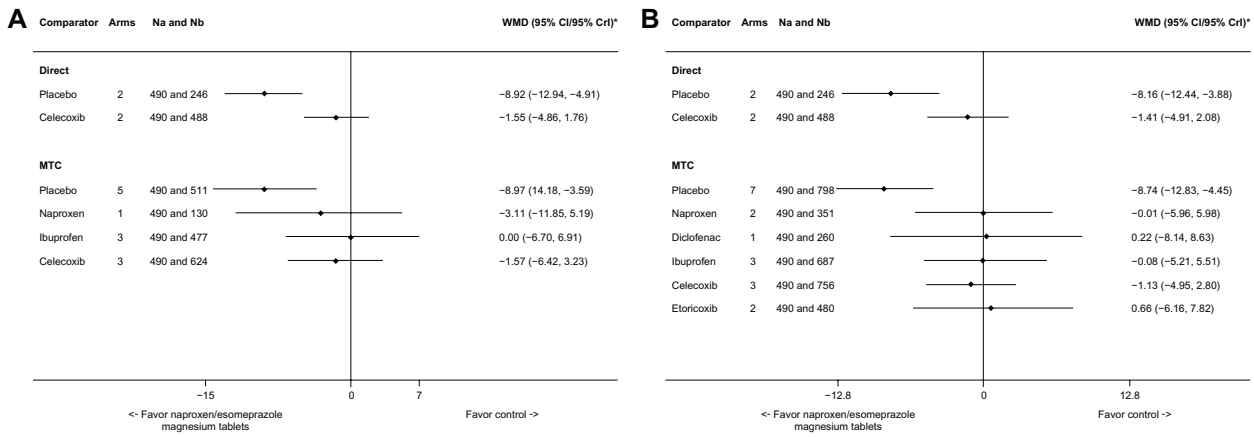 A
Comparator Arms Na and Nb WMD (95% CI/95% CrI)*
Direct
Placebo 2 490 and 246 −8.92 (−12.94, −4.91)
Celecoxib 2 490 and 488 −1.55 (−4.86, 1.76)
MTC
Placebo 5 490 and 511 −8.97 (14.18, −3.59)
Naproxen 1 490 and 130 −3.11 (−11.85, 5.19)
Ibuprofen 3 490 and 477 0.00 (−6.70, 6.91)
Celecoxib 3 490 and 624 −1.57 (−6.42, 3.23)
−15 0 7
<- Favor naproxen/esomeprazole Favor control ->
magnesium tablets
B
Comparator Arms Na and Nb WMD (95% CI/95% CrI)*
Direct
Placebo 2 490 and 246 −8.16 (−12.44, −3.88)
Celecoxib 2 490 and 488 −1.41 (−4.91, 2.08)
MTC
Placebo 7 490 and 798 −8.74 (−12.83, −4.45)
Naproxen 2 490 and 351 −0.01 (−5.96, 5.98)
Diclofenac 1 490 and 260 0.22 (−8.14, 8.63)
Ibuprofen 3 490 and 687 −0.08 (−5.21, 5.51)
Celecoxib 3 490 and 756 −1.13 (−4.95, 2.80)
Etoricoxib 2 490 and 480 0.66 (−6.16, 7.82)
−12.8 0 12.8
<- Favor naproxen/esomeprazole Favor control ->
magnesium tablets